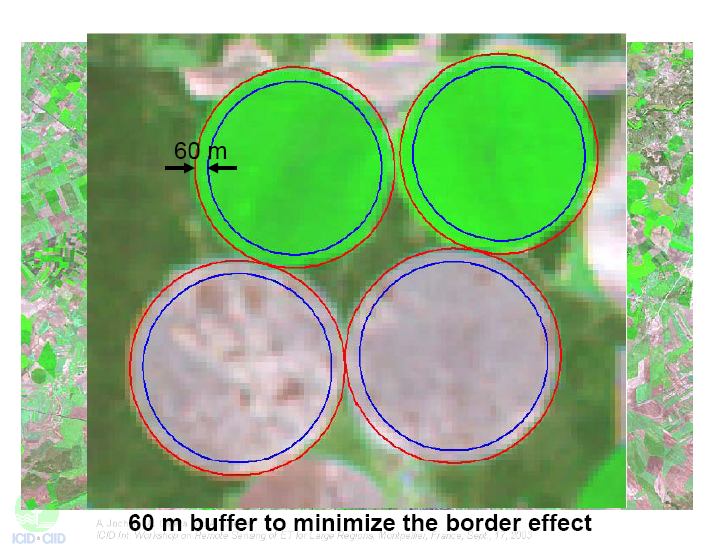 60 m
60 m buffer to minimize the border effect
A. Joch
ICID Int. Workshop on Remote Sensing of ET for Large Regions, Montpellier, France, Sept., 17, 2003
ICID•CIID